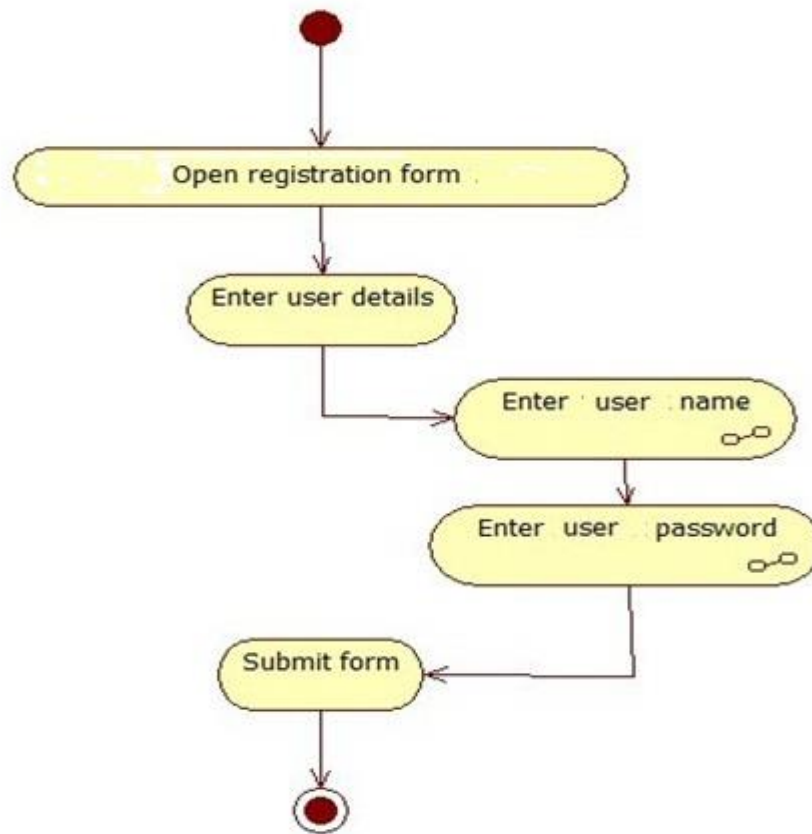 Open registration form
Enter user details
Enter user name
Enter user password
Submit form